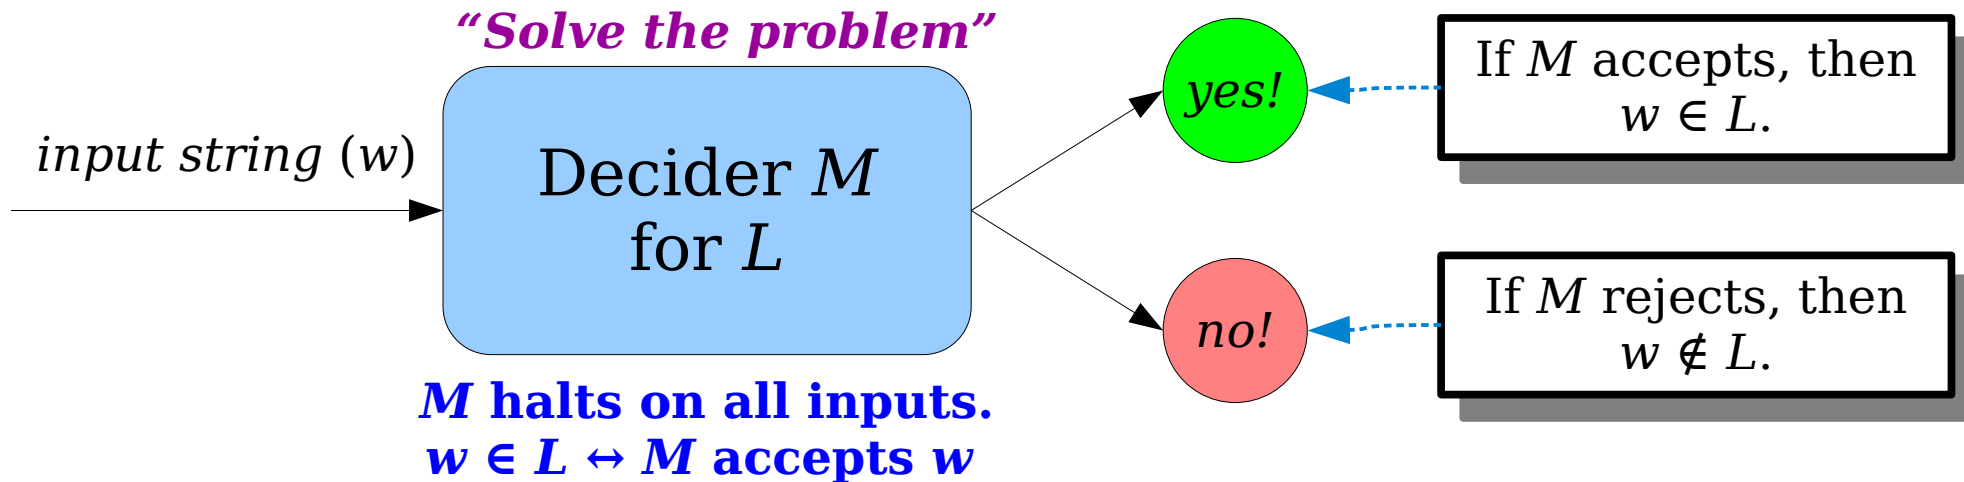 “Solve the problem”
input string (w)
Decider M
for L
M halts on all inputs.
w ∈ L ↔ M accepts w
yes!
If M accepts, then
w ∈ L.
no!
If M rejects, then
w ∉ L.